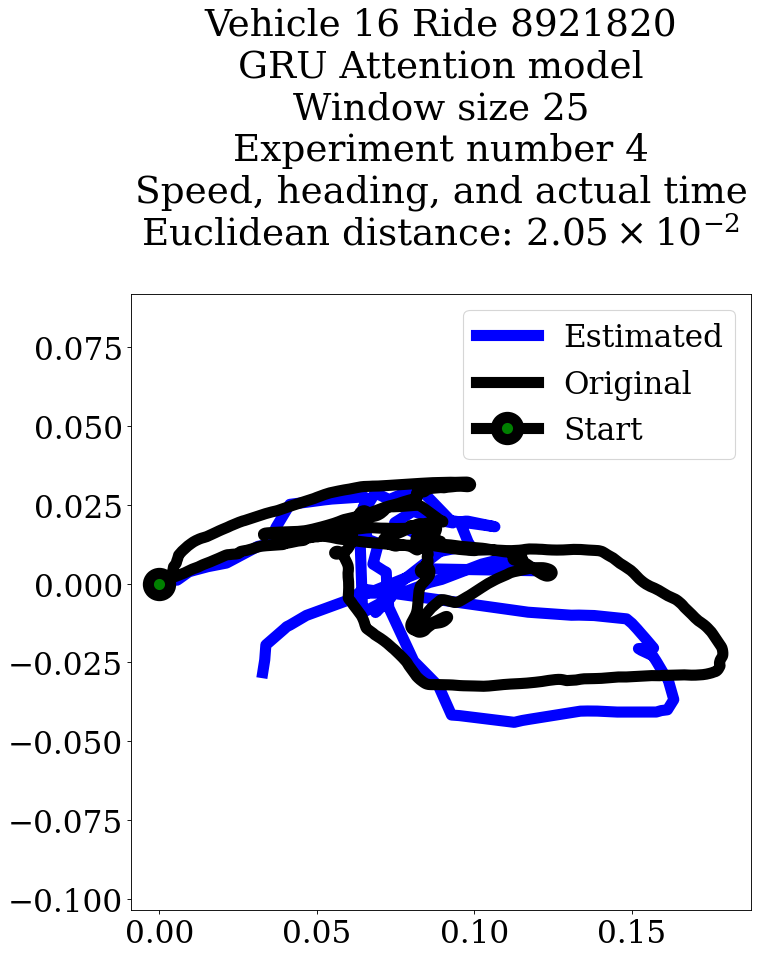 Vehicle 16 Ride 8921820
GRU Attention model
Window size 25
Experiment number 4
Speed, heading, and actual time
Euclidean distance: 2.05 × 10⁻²
Estimated
Original
Start
0.075
0.050
0.025
0.000
−0.025
−0.050
−0.075
−0.100
0.00 0.05 0.10 0.15